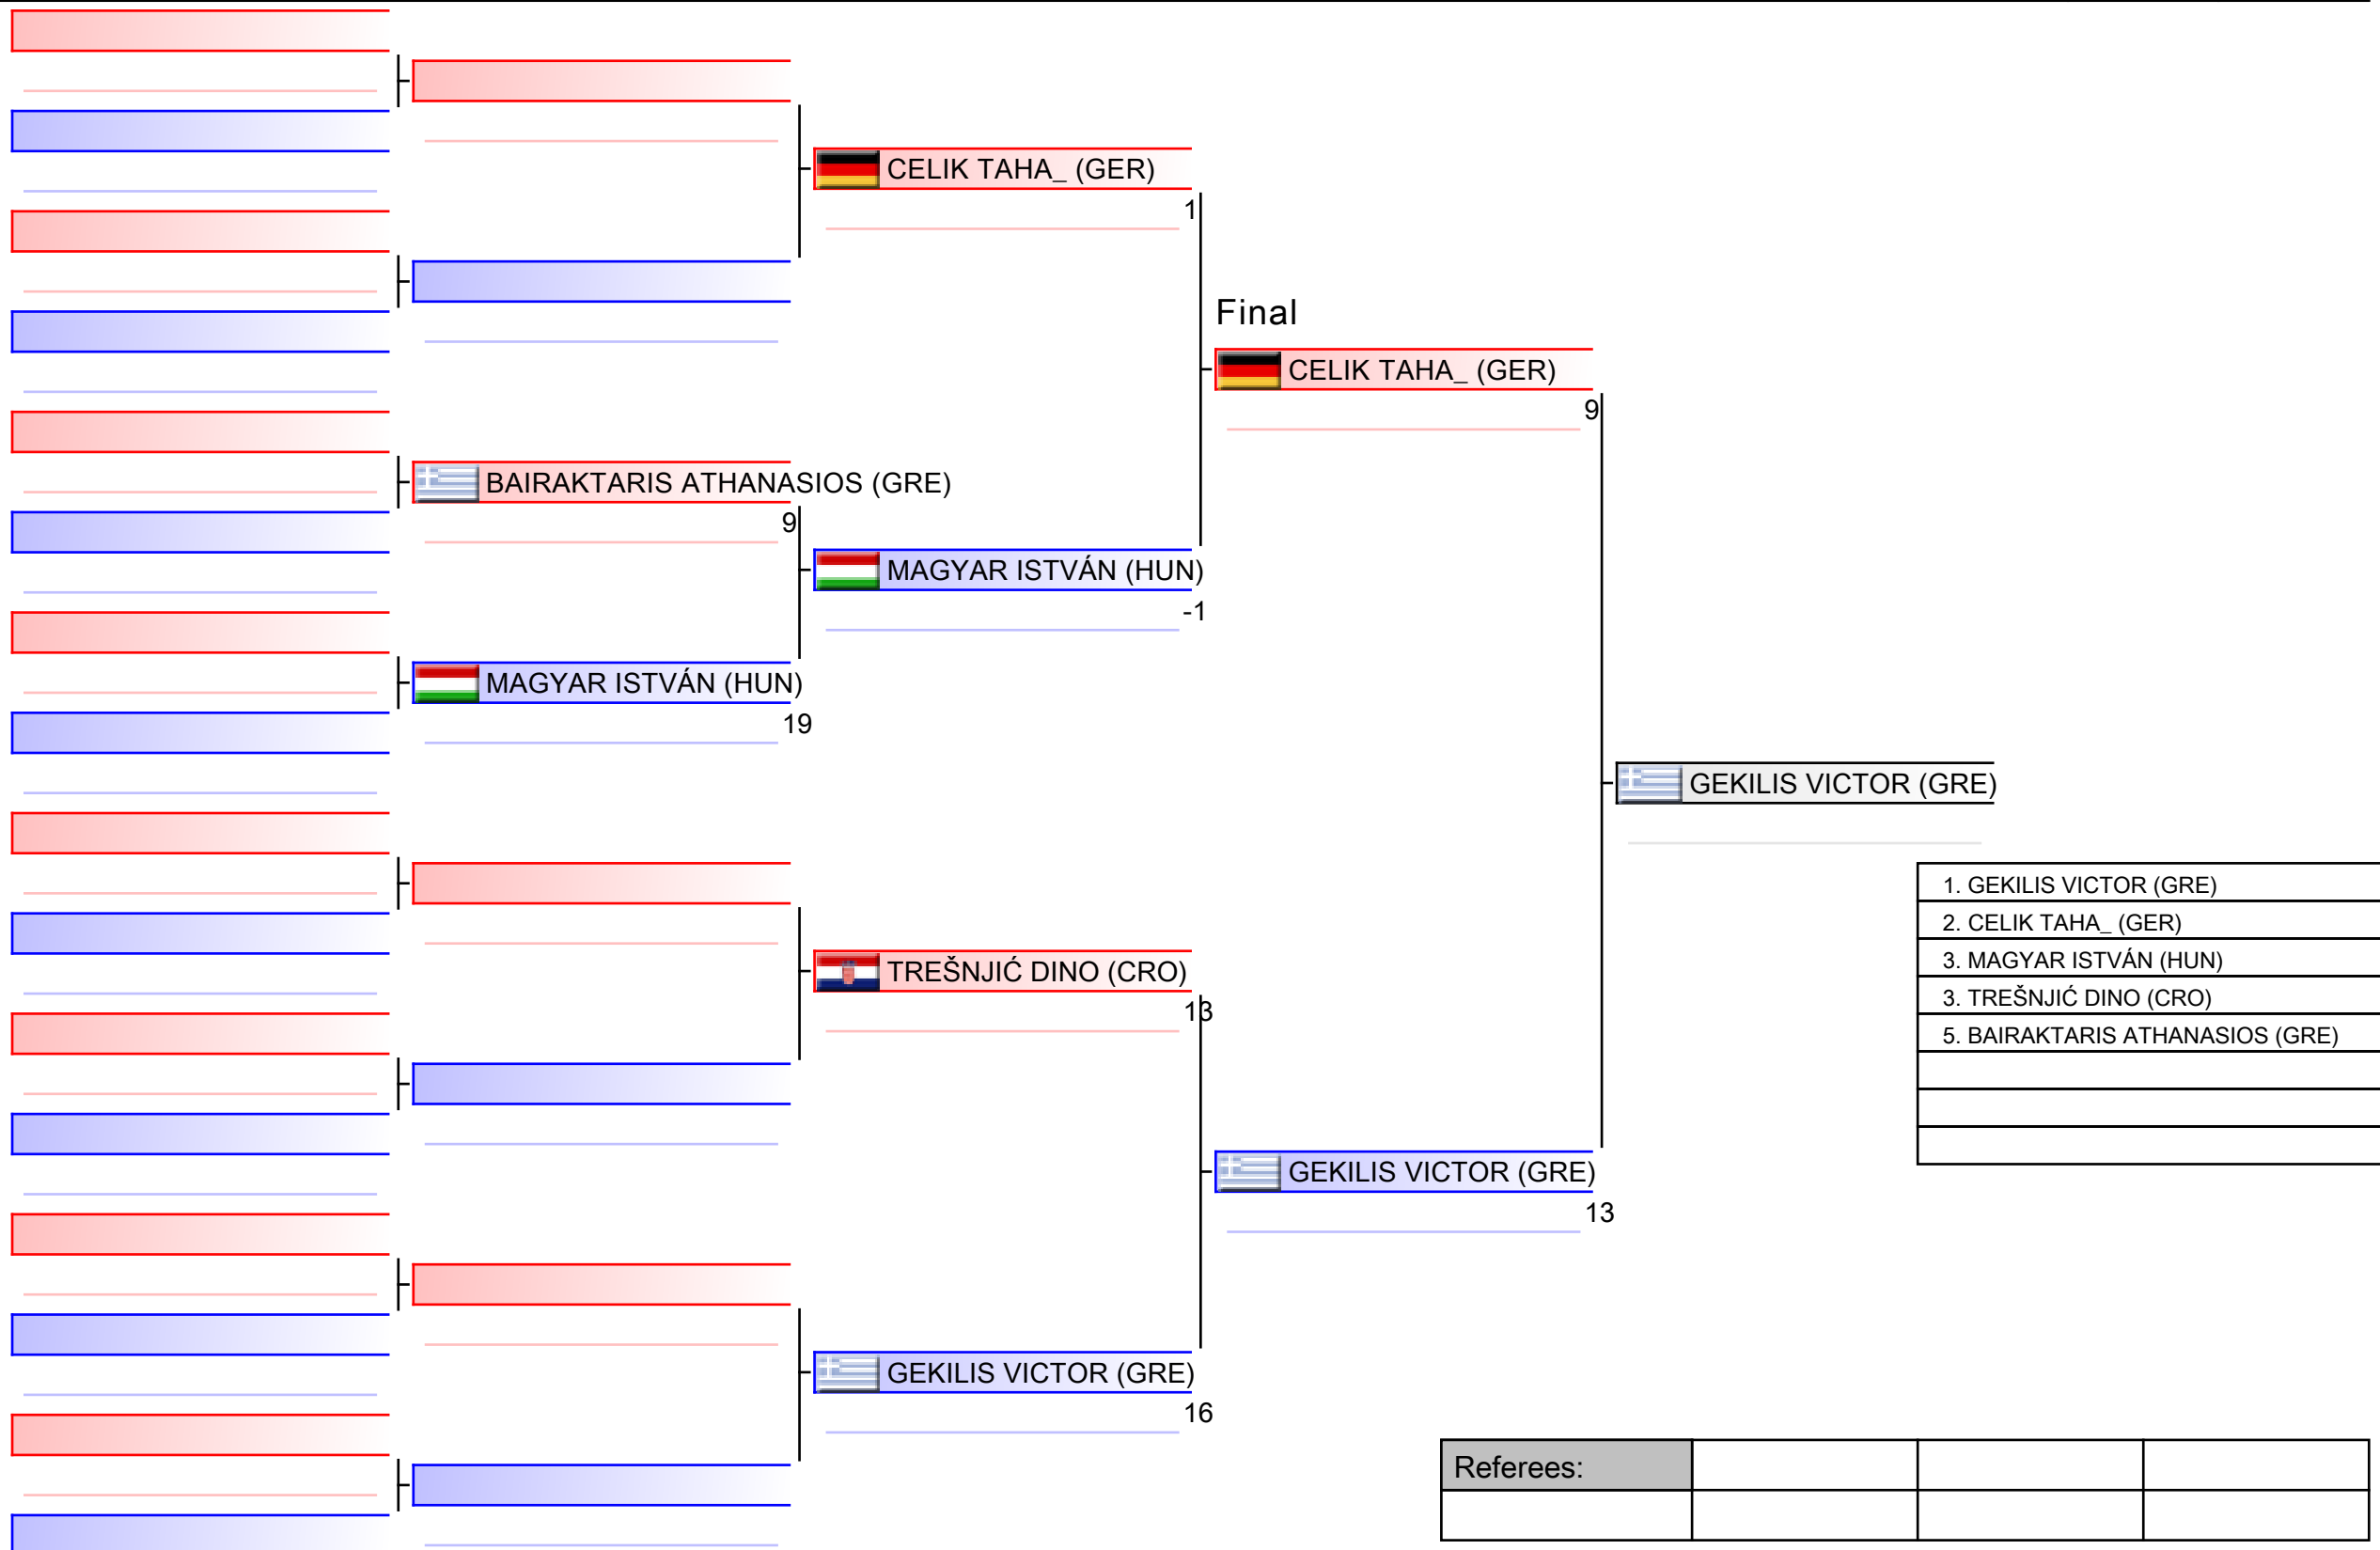 CELIK TAHA_ (GER)
1
Final
CELIK TAHA_ (GER)
9
BAIRAKTARIS ATHANASIOS (GRE)
9
MAGYAR ISTVÁN (HUN)
-1
MAGYAR ISTVÁN (HUN)
19
GEKILIS VICTOR (GRE)
1. GEKILIS VICTOR (GRE)
2. CELIK TAHA_ (GER)
3. MAGYAR ISTVÁN (HUN)
3. TREŠNJIĆ DINO (CRO)
5. BAIRAKTARIS ATHANASIOS (GRE)
TREŠNJIĆ DINO (CRO)
13
GEKILIS VICTOR (GRE)
13
GEKILIS VICTOR (GRE)
16
Referees: